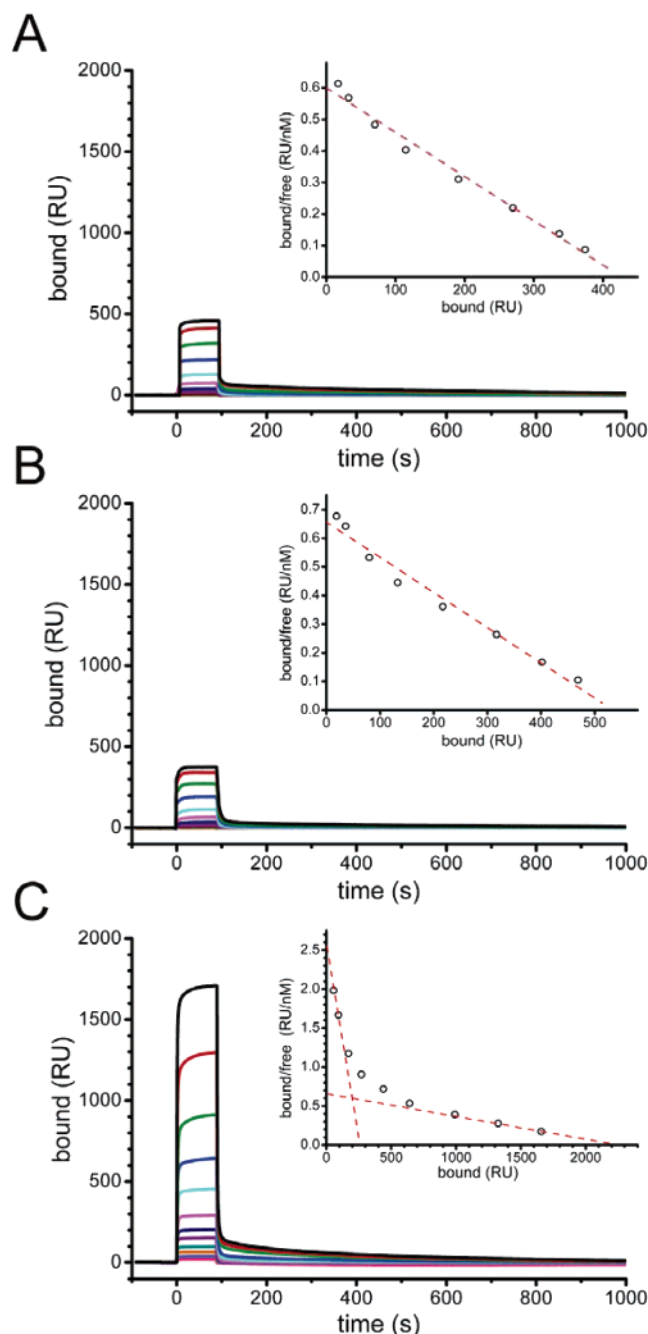 A
2000
1500
1000
500
0
bound (RU)
0 200 400 600 800 1000
time (s)
0.6
0.5
0.4
0.3
0.2
0.1
0.0
bound/free (RU/nM)
0 100 200 300 400
bound (RU)
B
2000
1500
1000
500
0
bound (RU)
0 200 400 600 800 1000
time (s)
0.7
0.6
0.5
0.4
0.3
0.2
0.1
0.0
bound/free (RU/nM)
0 100 200 300 400 500
bound (RU)
C
2000
1500
1000
500
0
bound (RU)
0 200 400 600 800 1000
time (s)
2.5
2.0
1.5
1.0
0.5
0.0
bound/free (RU/nM)
0 500 1000 1500 2000
bound (RU)